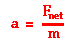 a = F_net/m